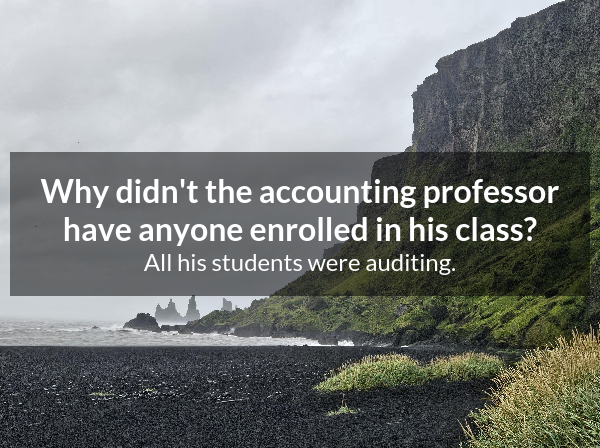 Why didn't the accounting professor
have anyone enrolled in his class?
All his students were auditing.